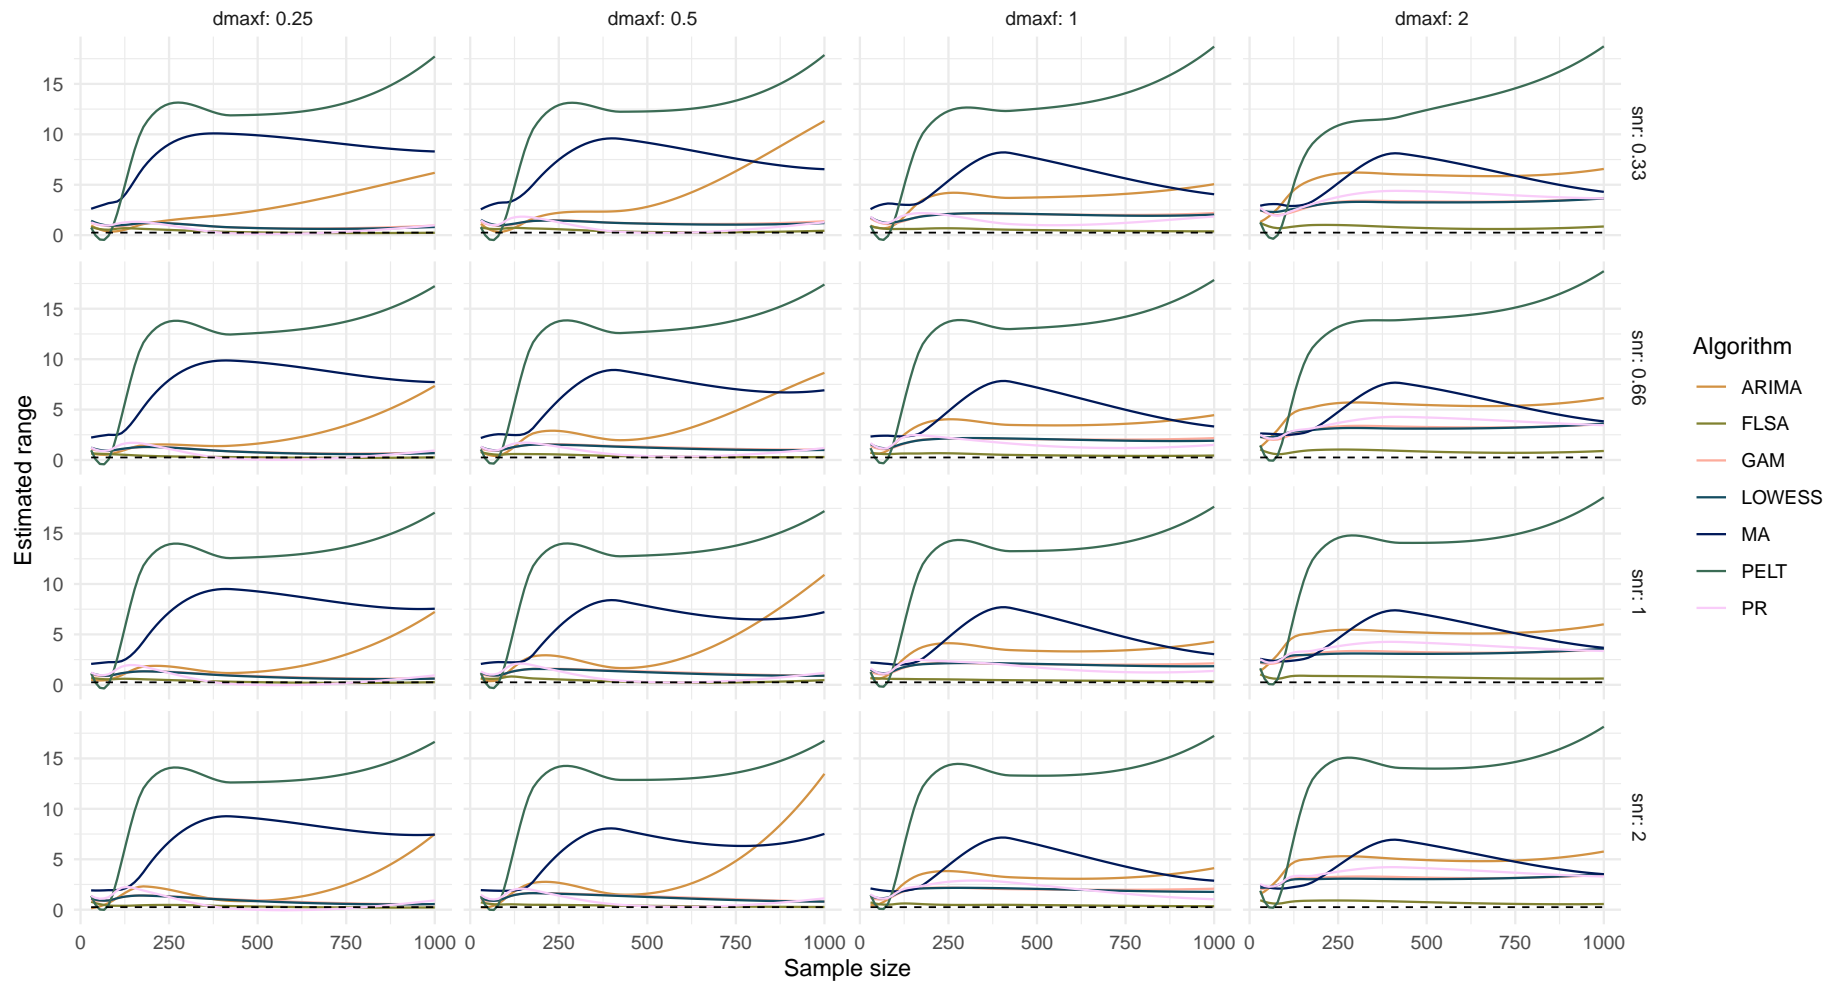 dmaxf: 0.25 dmaxf: 0.5 dmaxf: 1 dmaxf: 2
15
10
5
0
snr: 0.33
15
10
5
0
snr: 0.66
15
10
5
0
snr: 1
15
10
5
0
snr: 2
0 250 500 750 1000 0 250 500 750 1000 0 250 500 750 1000 0 250 500 750 1000
Sample size
Estimated range
Algorithm
ARIMA
FLSA
GAM
LOWESS
MA
PELT
PR